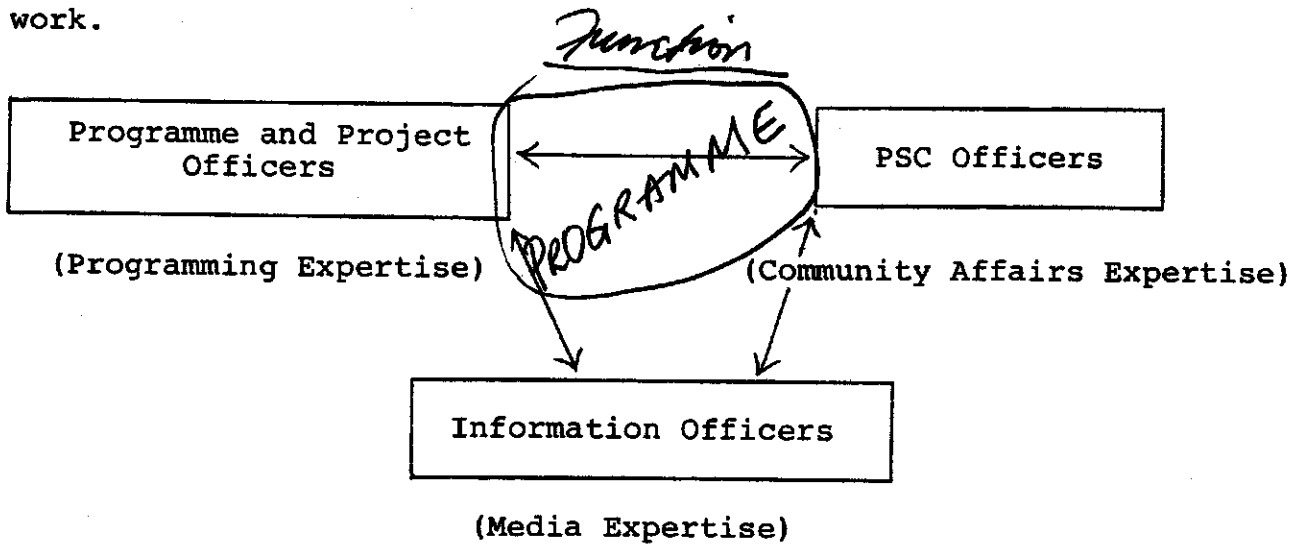 work.
Function
Programme and Project
Officers
PROGRAMME
PSC Officers
(Programming Expertise)
(Community Affairs Expertise)
Information Officers
(Media Expertise)